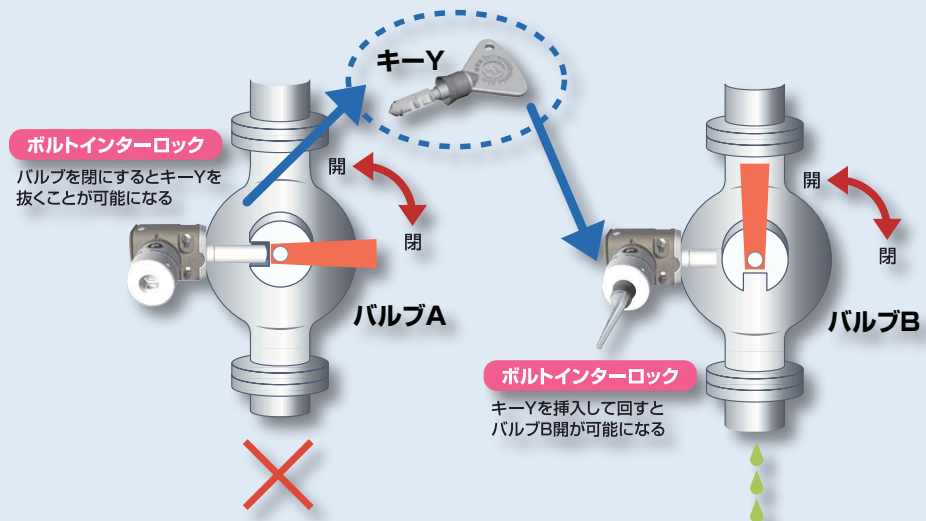 キーY
ボルトインターロック
バルブを閉にするとキーYを
抜くことが可能になる
開
閉
バルブA
開
閉
バルブB
ボルトインターロック
キーYを挿入して回すと
バルブB開が可能になる